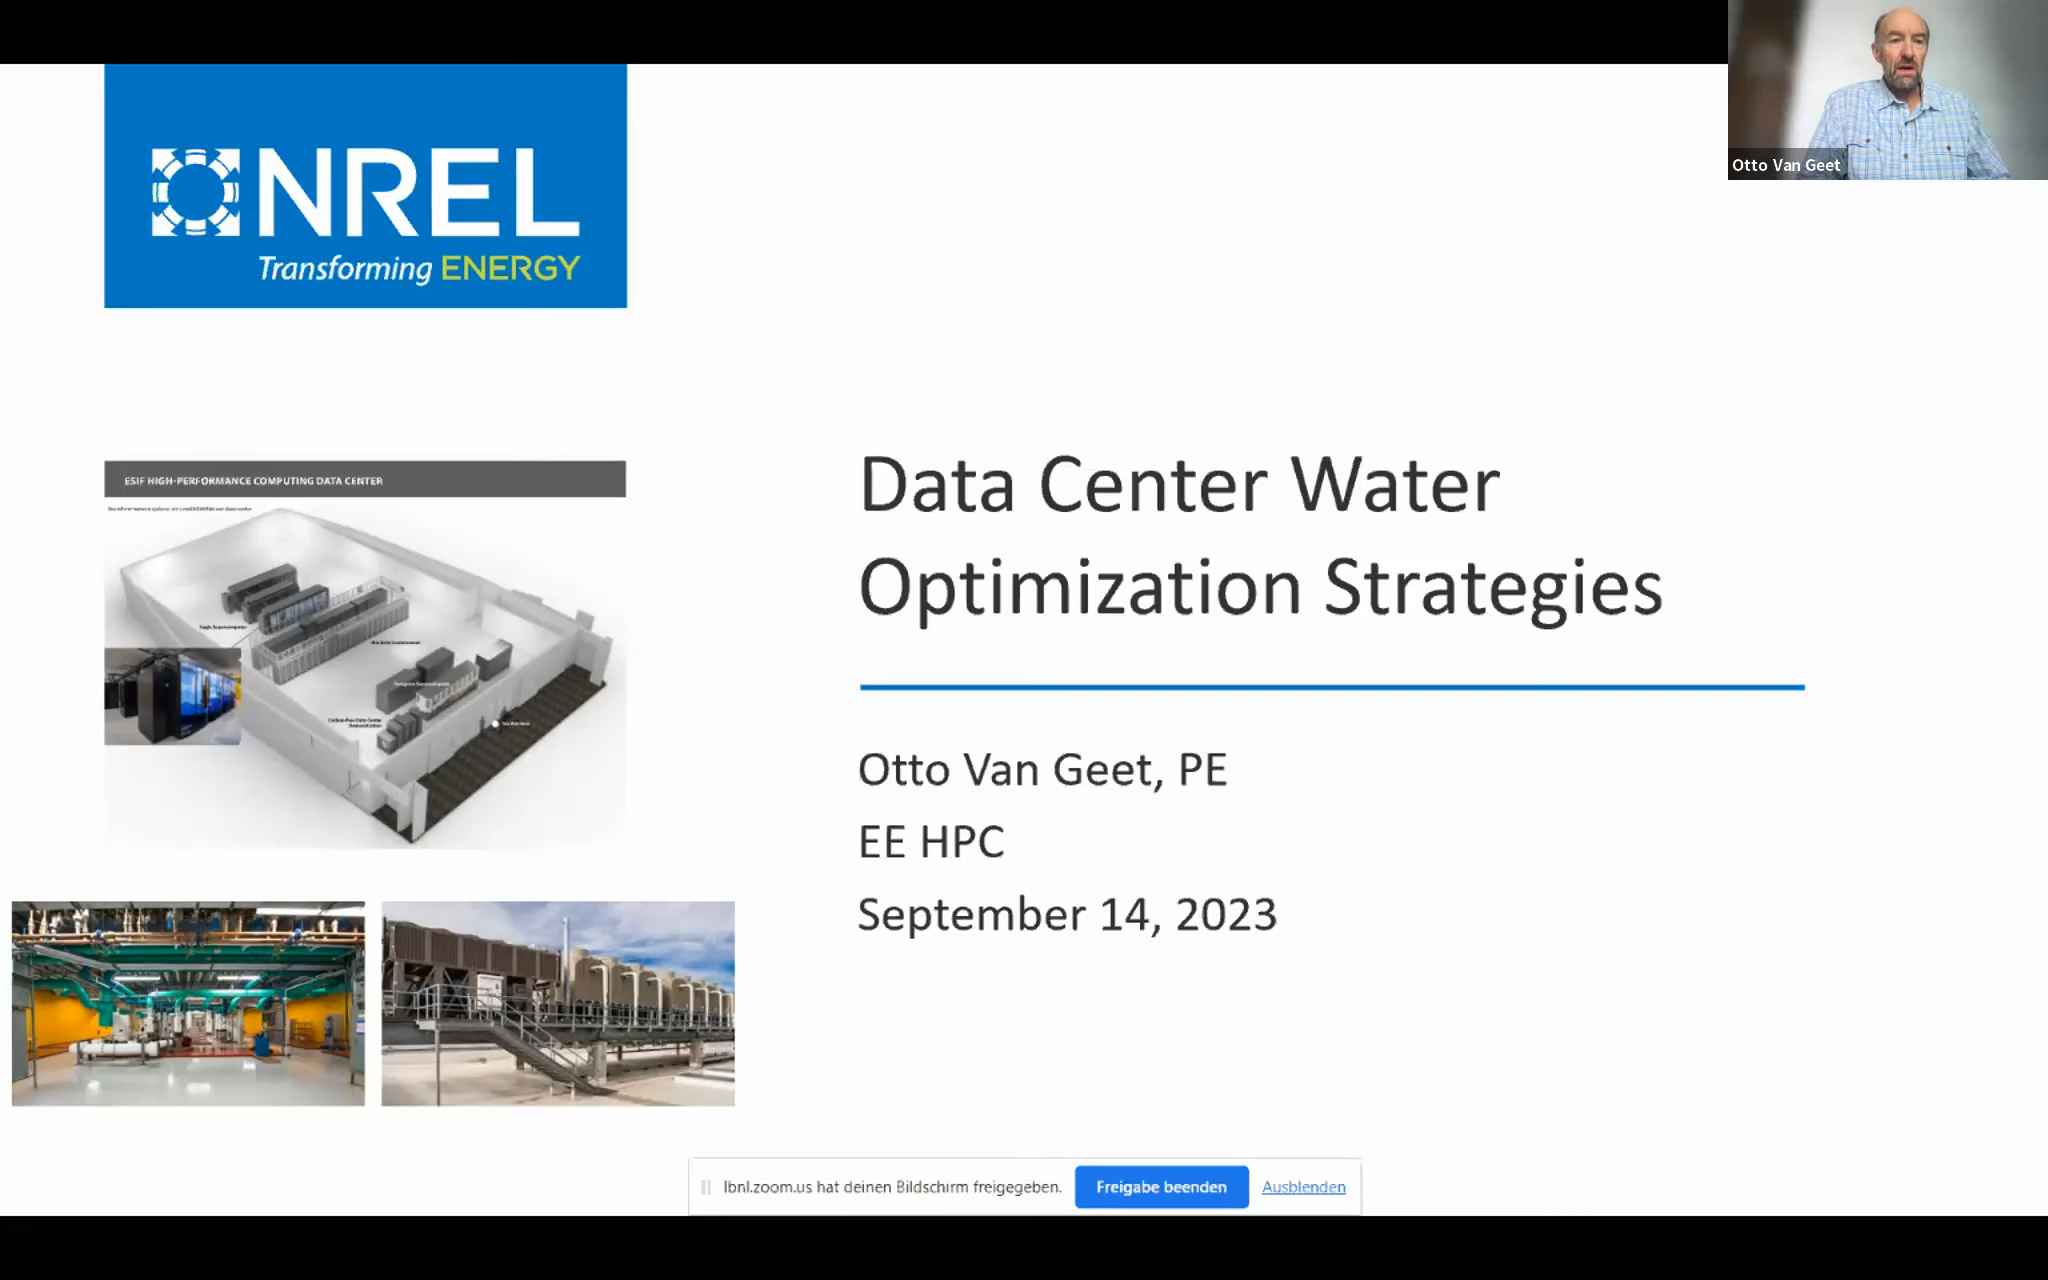 NREL
Transforming ENERGY
Otto Van Geet
ESIF HIGH-PERFORMANCE COMPUTING DATA CENTER
Data Center Water
Optimization Strategies
Otto Van Geet, PE
EE HPC
September 14, 2023
lbnl.zoom.us hat deinen Bildschirm freigegeben.
Freigabe beenden
Ausblenden